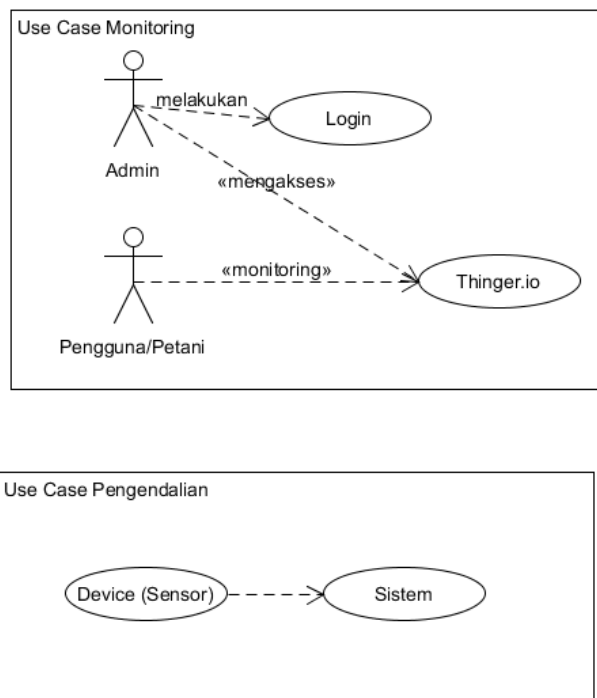 Use Case Monitoring
melakukan
Login
Admin
«mengakses»
«monitoring»
Thinger.io
Pengguna/Petani
Use Case Pengendalian
Device (Sensor)
Sistem